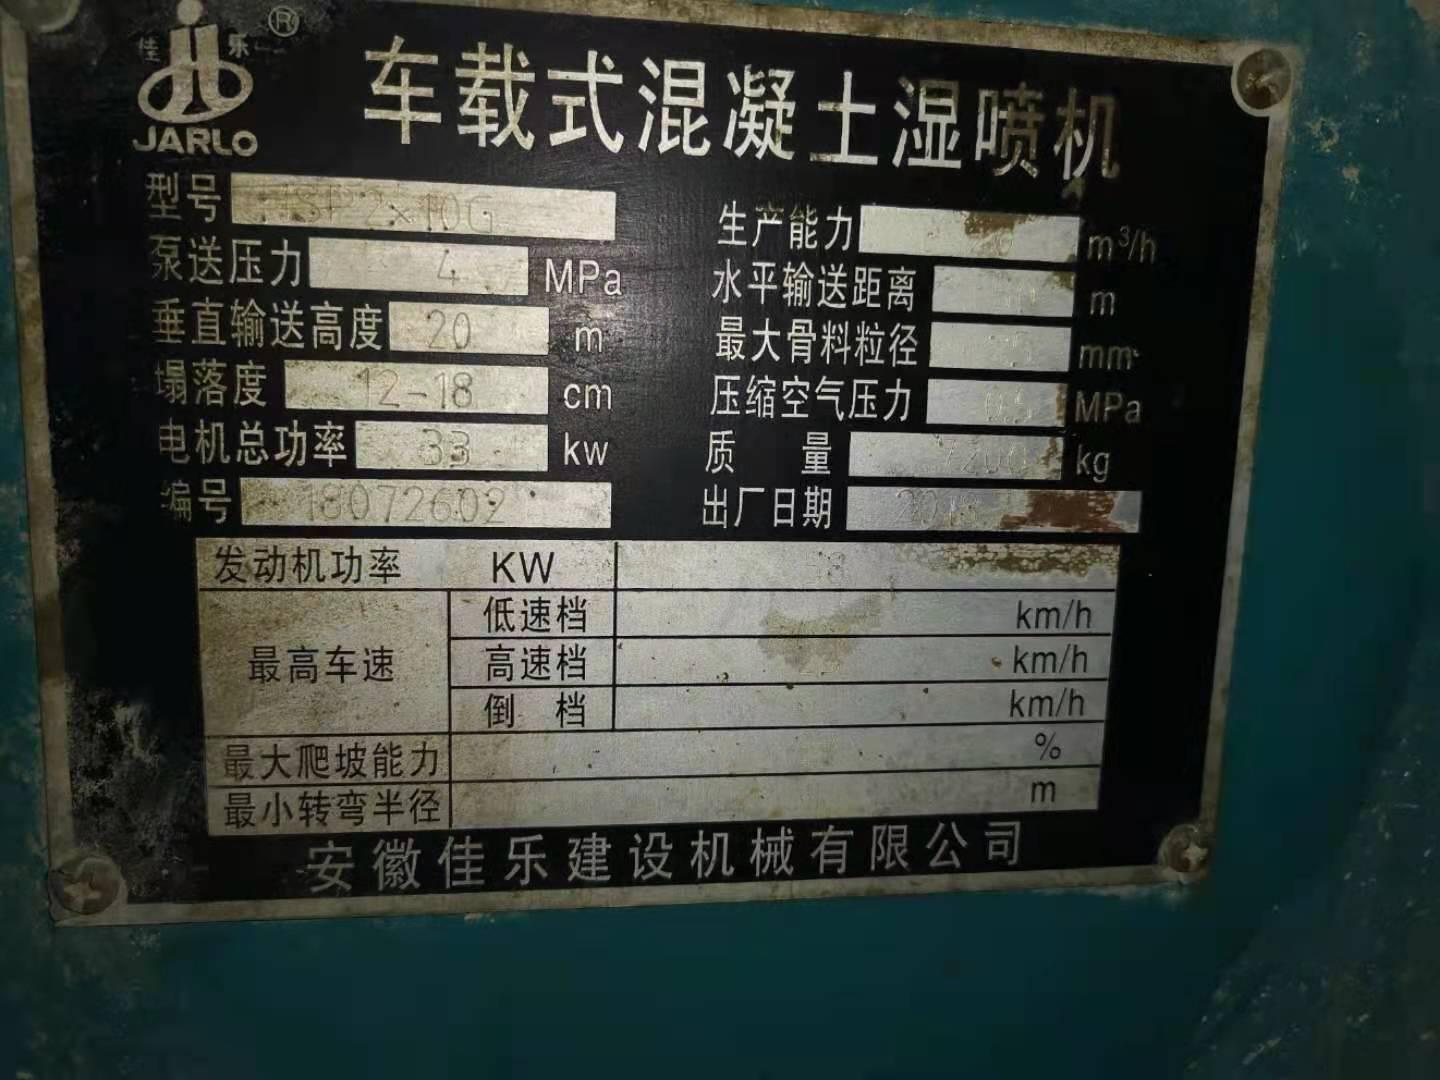 佳 乐 ®
JARLO
车载式混凝土湿喷机
型号 HSP2×10G
生产能力 m³/h
泵送压力 4 MPa
水平输送距离 m
垂直输送高度 20 m
最大骨料粒径 mm
塌落度 12-18 cm
压缩空气压力 0.5 MPa
电机总功率 33 kw
质 量 7200 kg
编号 18072602
出厂日期 2018
发动机功率 KW
最高车速
低速档 km/h
高速档 km/h
倒 档 km/h
最大爬坡能力 %
最小转弯半径 m
安徽佳乐建设机械有限公司